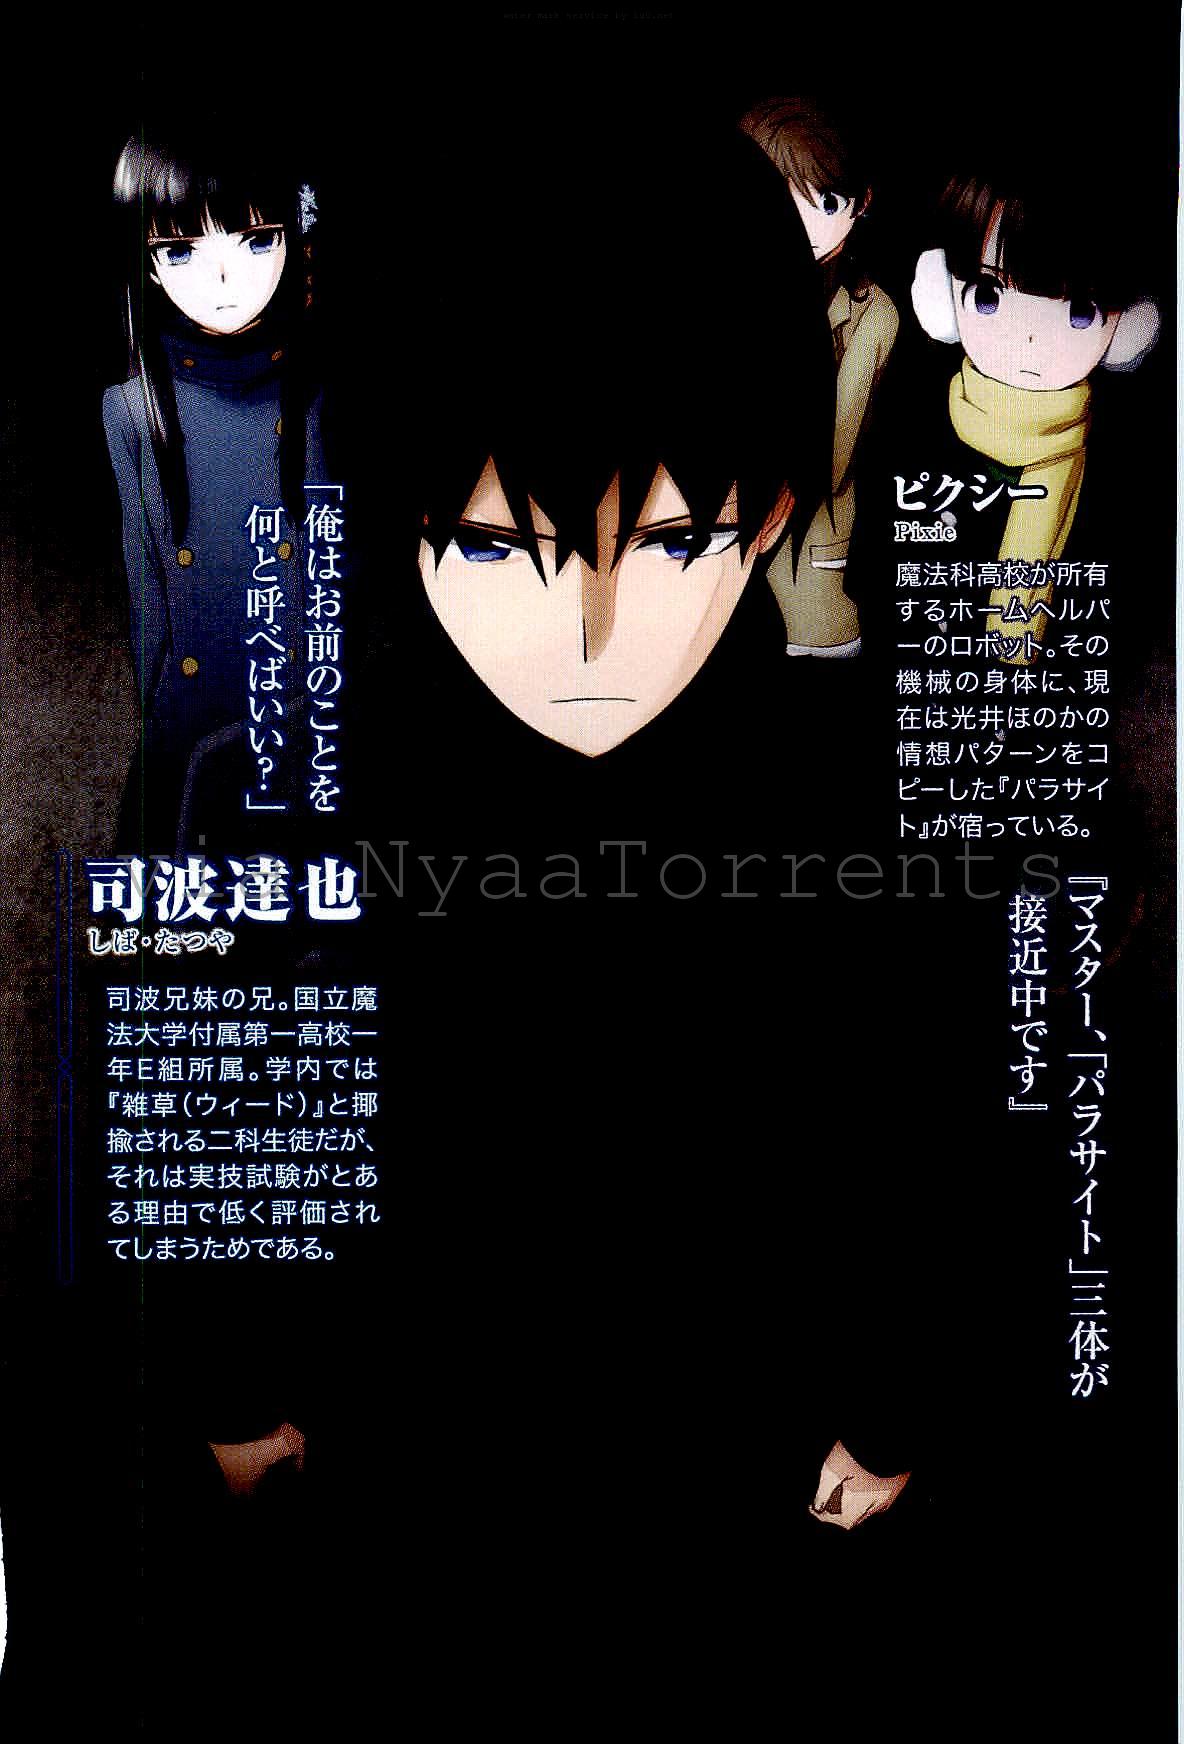 enter mark service by iu0.net
ピクシー
Pixie
魔法科高校が所有
するホームヘルパ
ーのロボット。その
機械の身体に、現
在は光井ほのかの
情想パターンをコ
ピーした『パラサイ
ト』が宿っている。
『マスター、「パラサイト」三体が
接近中です』
「俺はお前のことを
何と呼べばいい？」
司波達也
しば・たつや
司波兄妹の兄。国立魔
法大学付属第一高校一
年E組所属。学内では
『雑草（ウィード）』と揶
揄される二科生徒だが、
それは実技試験がとあ
る理由で低く評価され
てしまうためである。
via NyaaTorrents